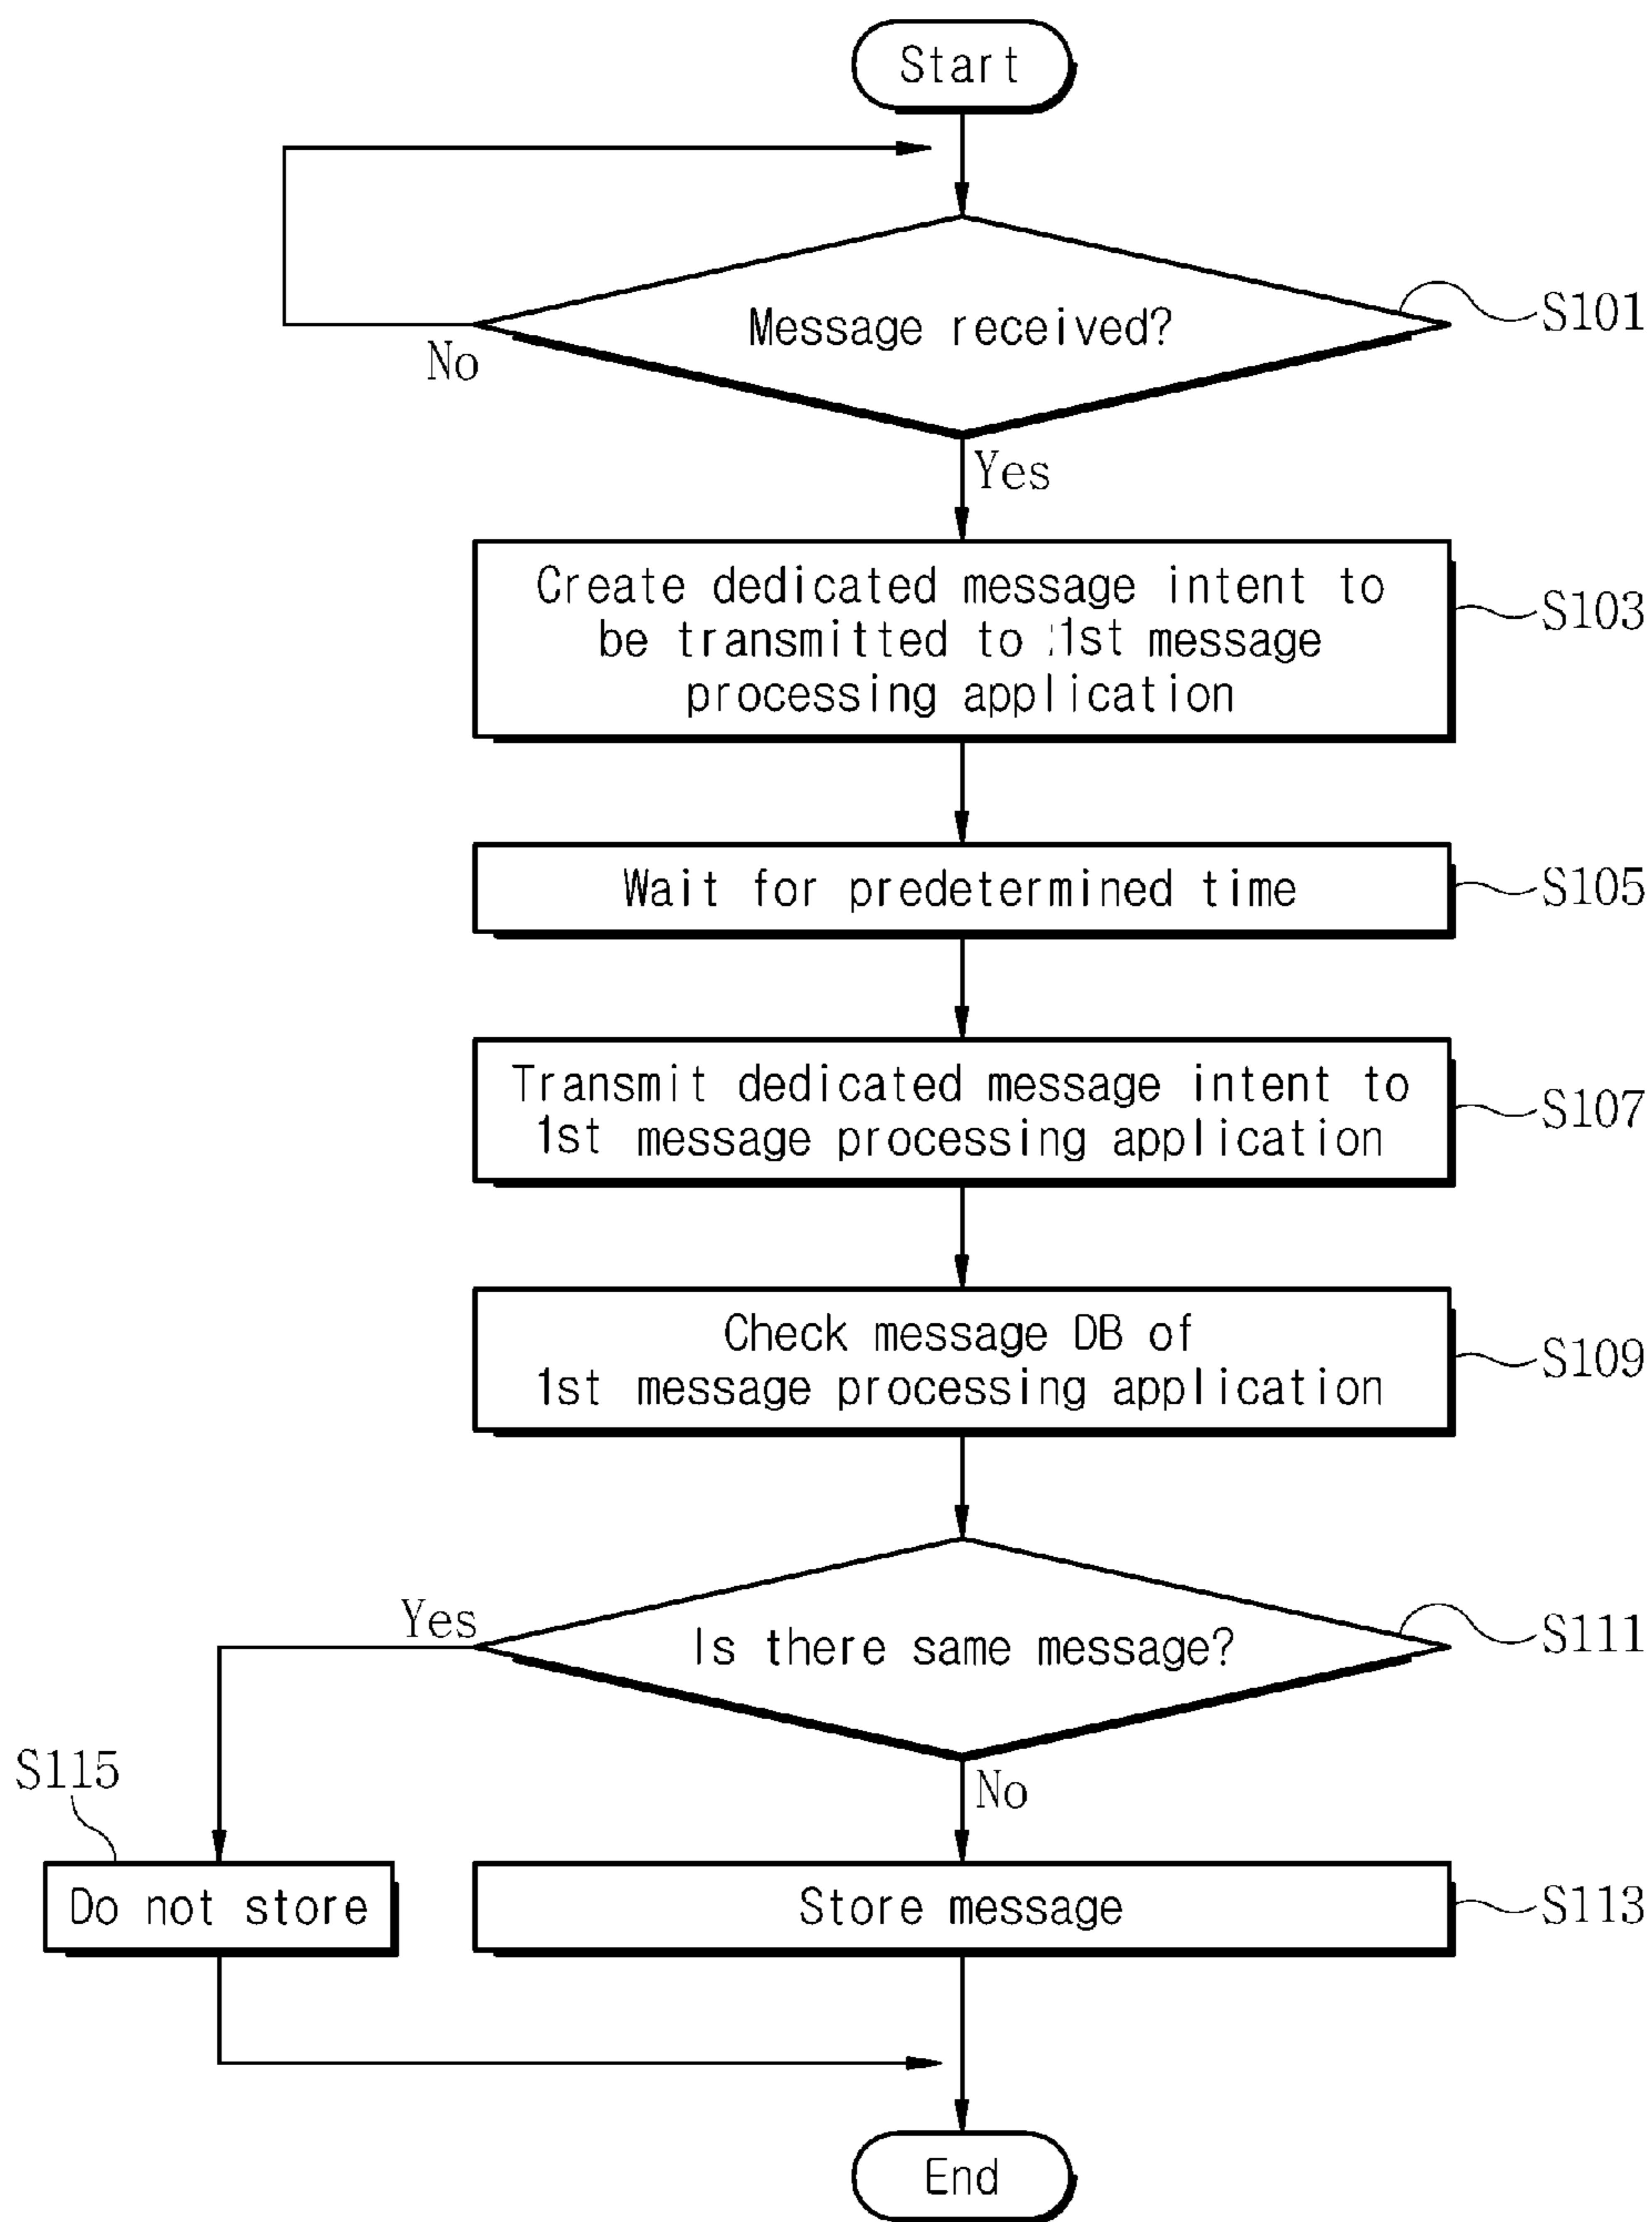 Start
Message received?
S101
No
Yes
Create dedicated message intent to
be transmitted to 1st message
processing application
S103
Wait for predetermined time
S105
Transmit dedicated message intent to
1st message processing application
S107
Check message DB of
1st message processing application
S109
Yes
Is there same message?
S111
S115
No
Do not store
Store message
S113
End